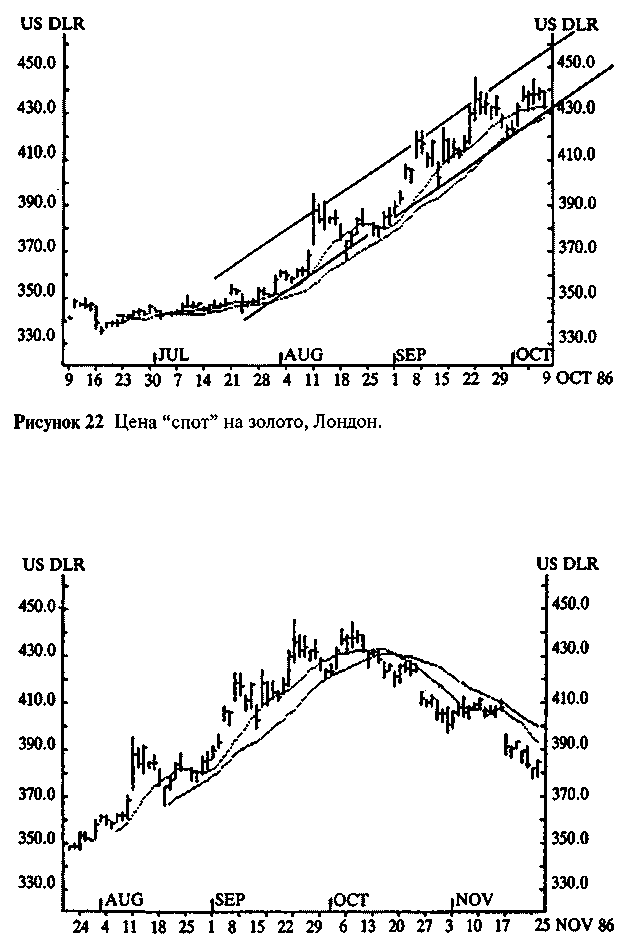 US DLR US DLR
450.0 450.0
430.0 430.0
410.0 410.0
390.0 390.0
370.0 370.0
350.0 350.0
330.0 330.0
JUL AUG SEP OCT
9 16 23 30 7 14 21 28 4 11 18 25 1 8 15 22 29 9 OCT 86
Рисунок 22 Цена “спот” на золото, Лондон.
US DLR US DLR
450.0 450.0
430.0 430.0
410.0 410.0
390.0 390.0
370.0 370.0
350.0 350.0
330.0 330.0
AUG SEP OCT NOV
24 4 11 18 25 1 8 15 22 29 6 13 20 27 3 10 17 25 NOV 86